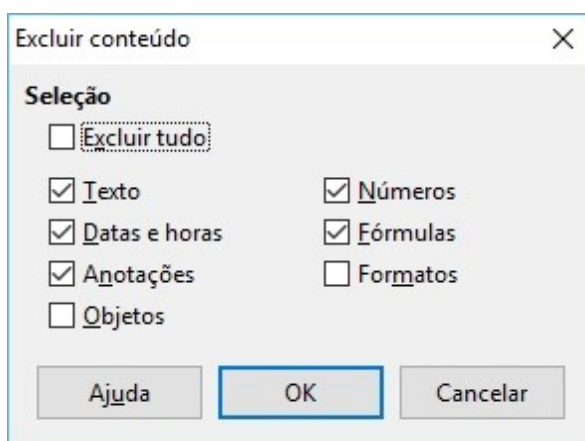 Excluir conteúdo
Seleção
Excluir tudo
Texto
Números
Datas e horas
Fórmulas
Anotações
Formatos
Objetos
Ajuda
OK
Cancelar